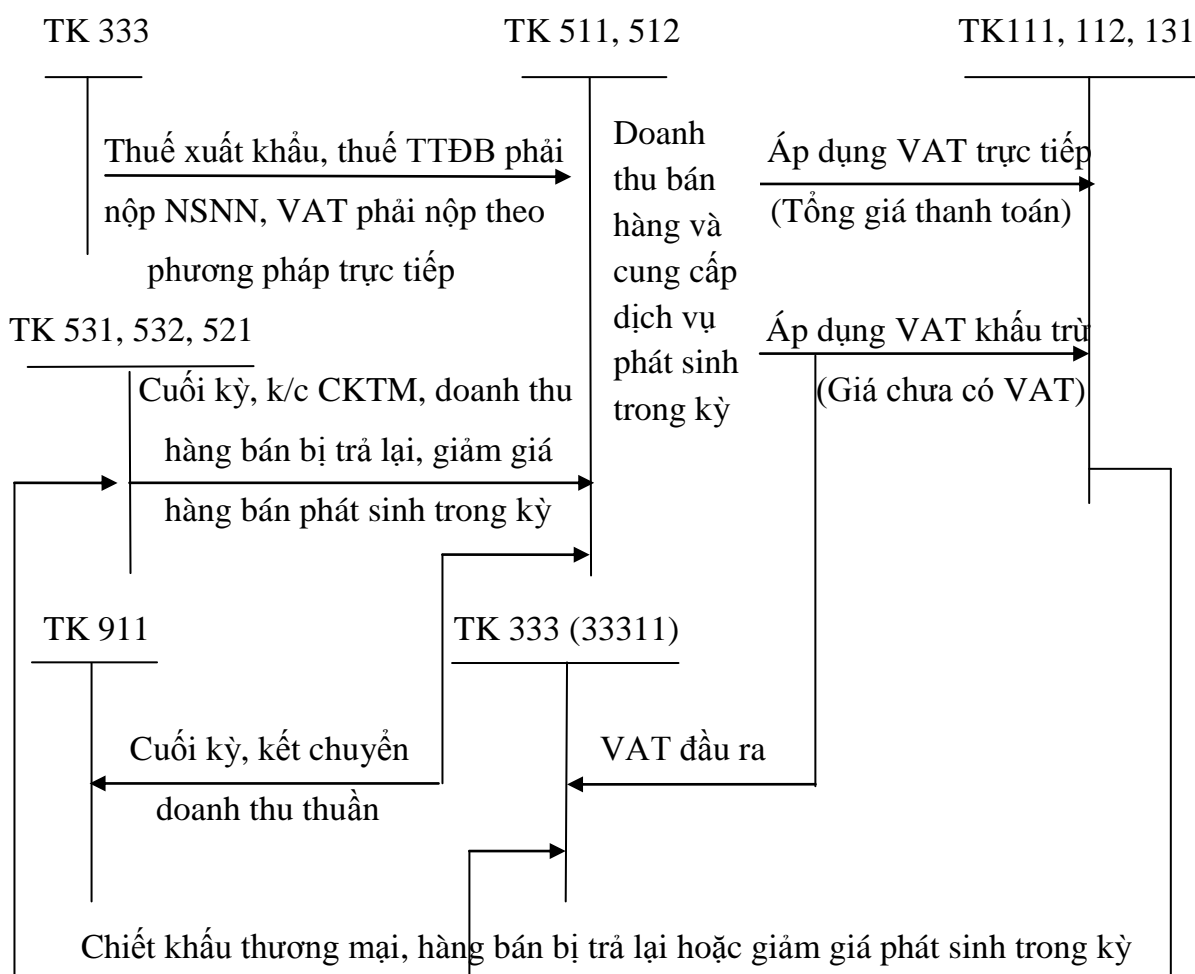 TK 333
TK 511, 512
TK111, 112, 131
Thuế xuất khẩu, thuế TTĐB phải
nộp NSNN, VAT phải nộp theo
phương pháp trực tiếp
Doanh
thu bán
hàng và
cung cấp
dịch vụ
phát sinh
trong kỳ
Áp dụng VAT trực tiếp
(Tổng giá thanh toán)
TK 531, 532, 521
Áp dụng VAT khấu trừ
(Giá chưa có VAT)
Cuối kỳ, k/c CKTM, doanh thu
hàng bán bị trả lại, giảm giá
hàng bán phát sinh trong kỳ
TK 911
TK 333 (33311)
Cuối kỳ, kết chuyển
doanh thu thuần
VAT đầu ra
Chiết khấu thương mại, hàng bán bị trả lại hoặc giảm giá phát sinh trong kỳ